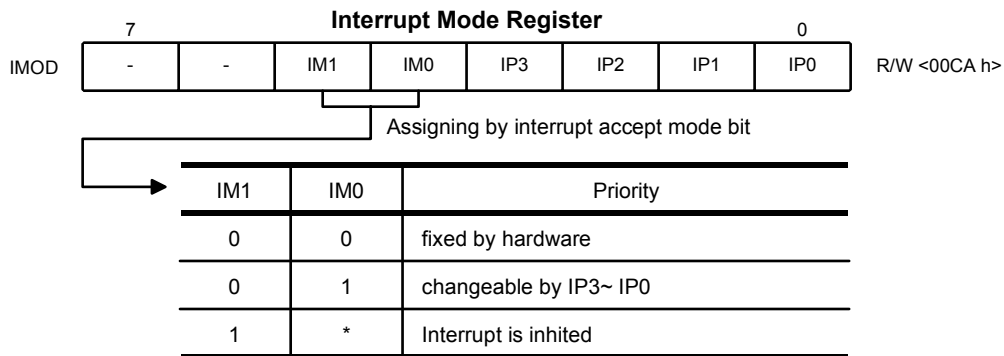 Interrupt Mode Register
7 0
IMOD - - IM1 IM0 IP3 IP2 IP1 IP0 R/W <00CA h>
Assigning by interrupt accept mode bit
IM1 IM0 Priority
0 0 fixed by hardware
0 1 changeable by IP3~ IP0
1 * Interrupt is inhited